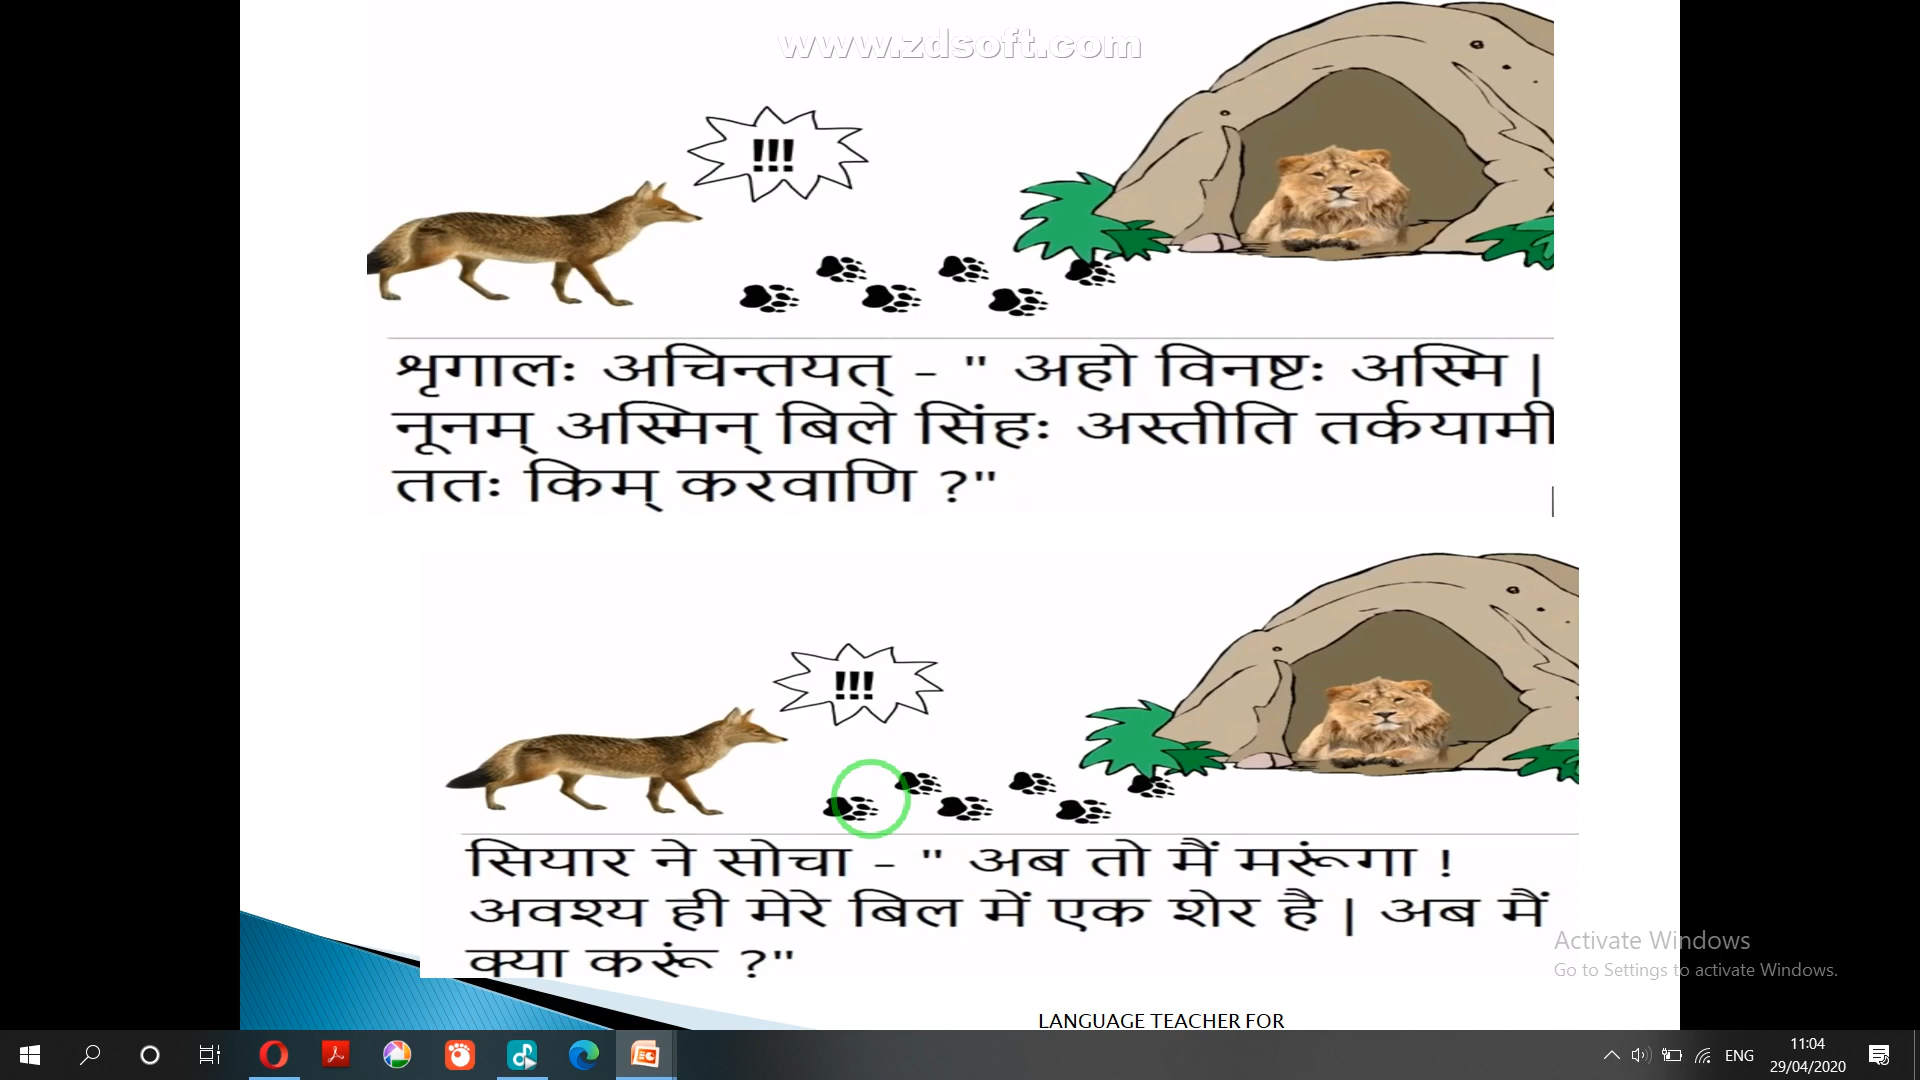 www.zdsoft.com
!!!
शृगालः अचिन्तयत् - " अहो विनष्टः अस्मि |
नूनम् अस्मिन् बिले सिंहः अस्तीति तर्कयामी
ततः किम् करवाणि ?"
!!!
सियार ने सोचा - " अब तो मैं मरूंगा !
अवश्य ही मेरे बिल में एक शेर है | अब मैं
क्या करूं ?"
Activate Windows
Go to Settings to activate Windows.
LANGUAGE TEACHER FOR
ENG
11:04
29/04/2020